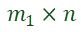 m₁ × n